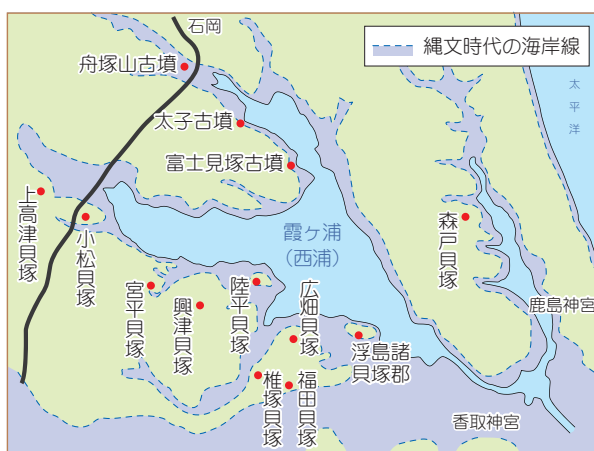 石岡
縄文時代の海岸線
舟塚山古墳
太平洋
太子古墳
富士見塚古墳
上高津貝塚
小松貝塚
霞ヶ浦
(西浦)
森戸貝塚
宮平貝塚
興津貝塚
陸平貝塚
広畑貝塚
鹿島神宮
浮島諸
貝塚郡
椎塚貝塚
福田貝塚
香取神宮